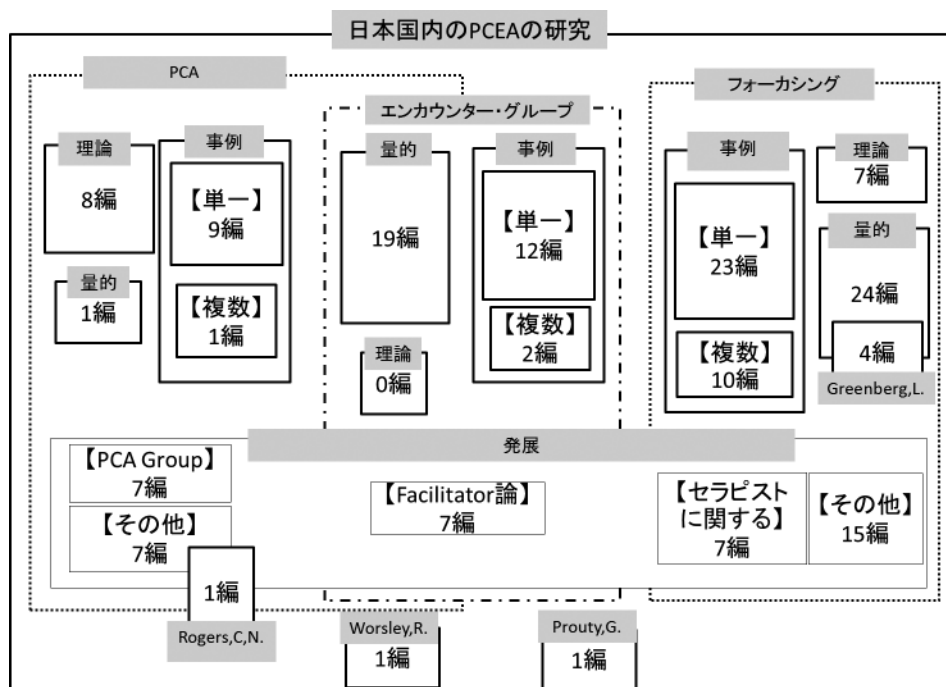 日本国内のPCEAの研究
PCA
理論
8編
量的
1編
事例
【単一】
9編
【複数】
1編
エンカウンター・グループ
量的
19編
理論
0編
事例
【単一】
12編
【複数】
2編
フォーカシング
事例
【単一】
23編
【複数】
10編
理論
7編
量的
24編
4編
Greenberg,L.
発展
【PCA Group】
7編
【その他】
7編
1編
Rogers,C,N.
【Facilitator論】
7編
【セラピスト
に関する】
7編
【その他】
15編
Worsley,R.
1編
Prouty,G.
1編